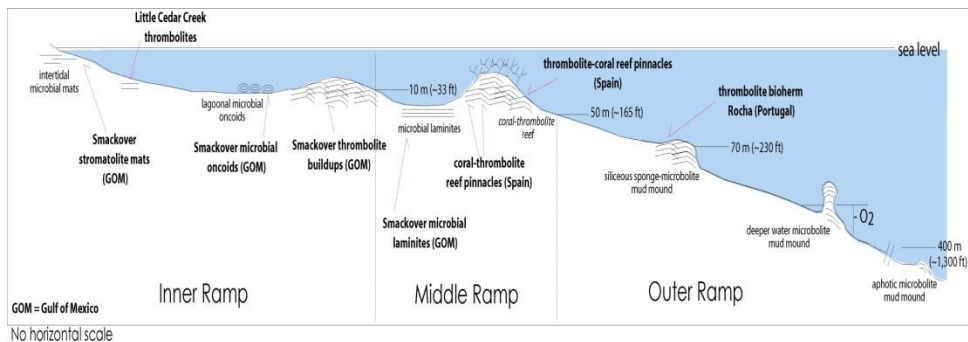 Little Cedar Creek
thrombolites
sea level
intertidal
microbial mats
lagoonal microbial
oncoids
10 m (~33 ft)
microbial laminites
thrombolite-coral reef pinnacles
(Spain)
coral-thrombolite
reef
50 m (~165 ft)
thrombolite bioherm
Rocha (Portugal)
70 m (~230 ft)
siliceous sponge-microbolite
mud mound
Smackover
stromatolite mats
(GOM)
Smackover microbial
oncoids (GOM)
Smackover thrombolite
buildups (GOM)
coral-thrombolite
reef pinnacles (Spain)
Smackover microbial
laminites (GOM)
- O2
deeper water microbolite
mud mound
400 m
(~1,300 ft)
aphotic microbolite
mud mound
Inner Ramp
Middle Ramp
Outer Ramp
GOM = Gulf of Mexico
No horizontal scale